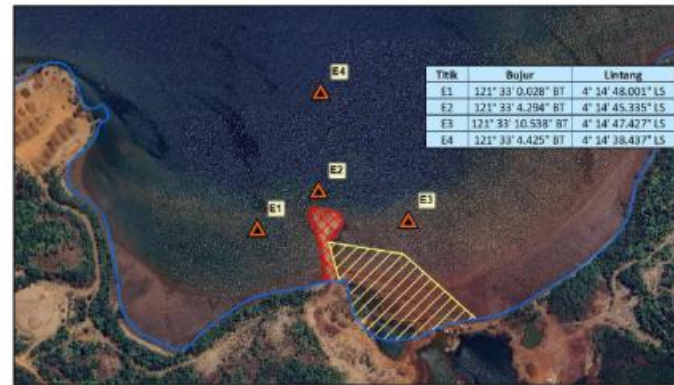 E4
Titik Bujur Lintang
E1 121° 33' 0.028" BT 4° 14' 48.001" LS
E2 121° 33' 4.294" BT 4° 14' 45.335" LS
E3 121° 33' 10.538" BT 4° 14' 47.427" LS
E4 121° 33' 4.425" BT 4° 14' 38.437" LS
E2
E1
E3